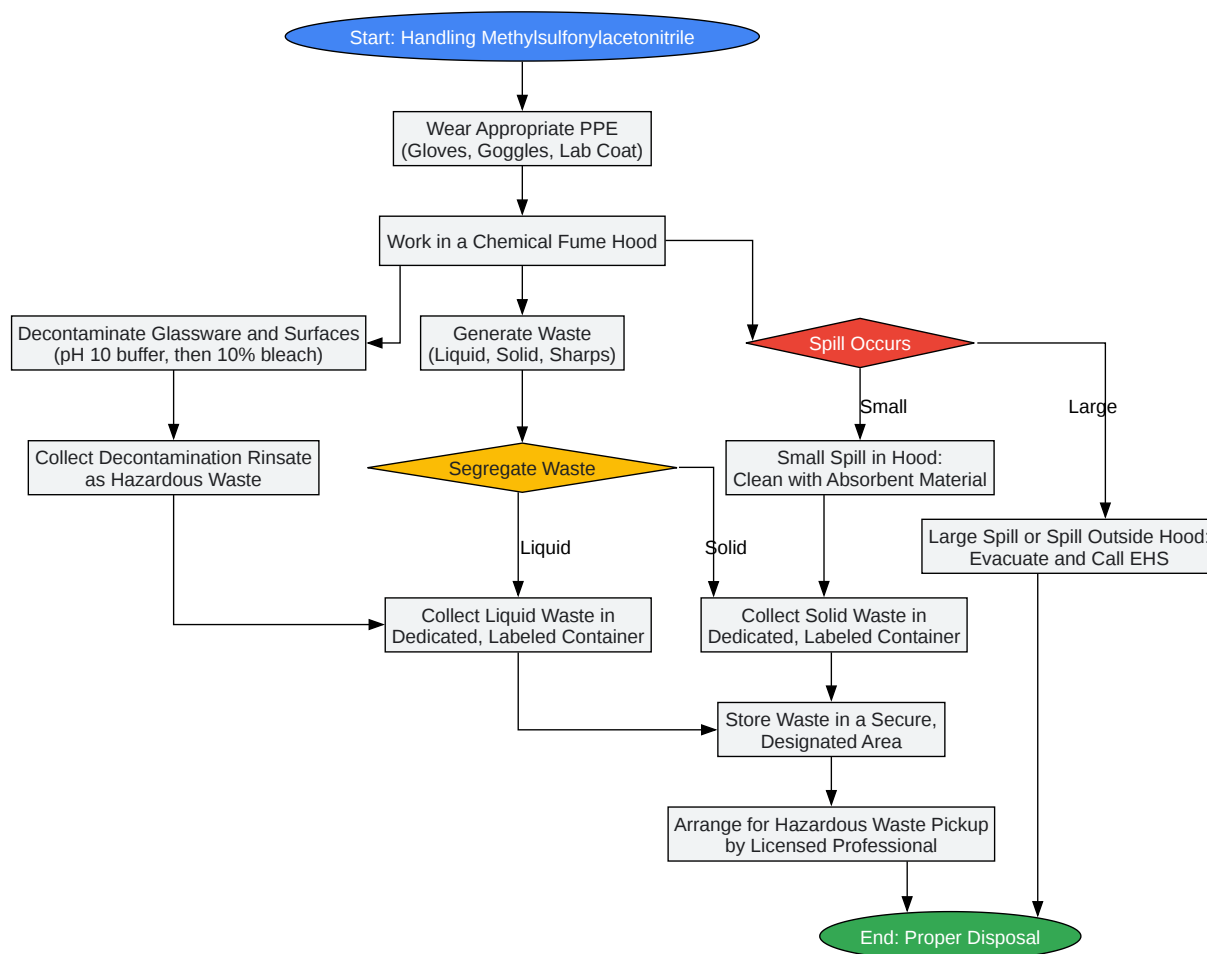 Start: Handling Methylsulfonylacetonitrile
Wear Appropriate PPE
(Gloves, Goggles, Lab Coat)
Work in a Chemical Fume Hood
Decontaminate Glassware and Surfaces
(pH 10 buffer, then 10% bleach)
Generate Waste
(Liquid, Solid, Sharps)
Spill Occurs
Small
Large
Collect Decontamination Rinsate
as Hazardous Waste
Segregate Waste
Small Spill in Hood:
Clean with Absorbent Material
Liquid
Solid
Large Spill or Spill Outside Hood:
Evacuate and Call EHS
Collect Liquid Waste in
Dedicated, Labeled Container
Collect Solid Waste in
Dedicated, Labeled Container
Store Waste in a Secure,
Designated Area
Arrange for Hazardous Waste Pickup
by Licensed Professional
End: Proper Disposal